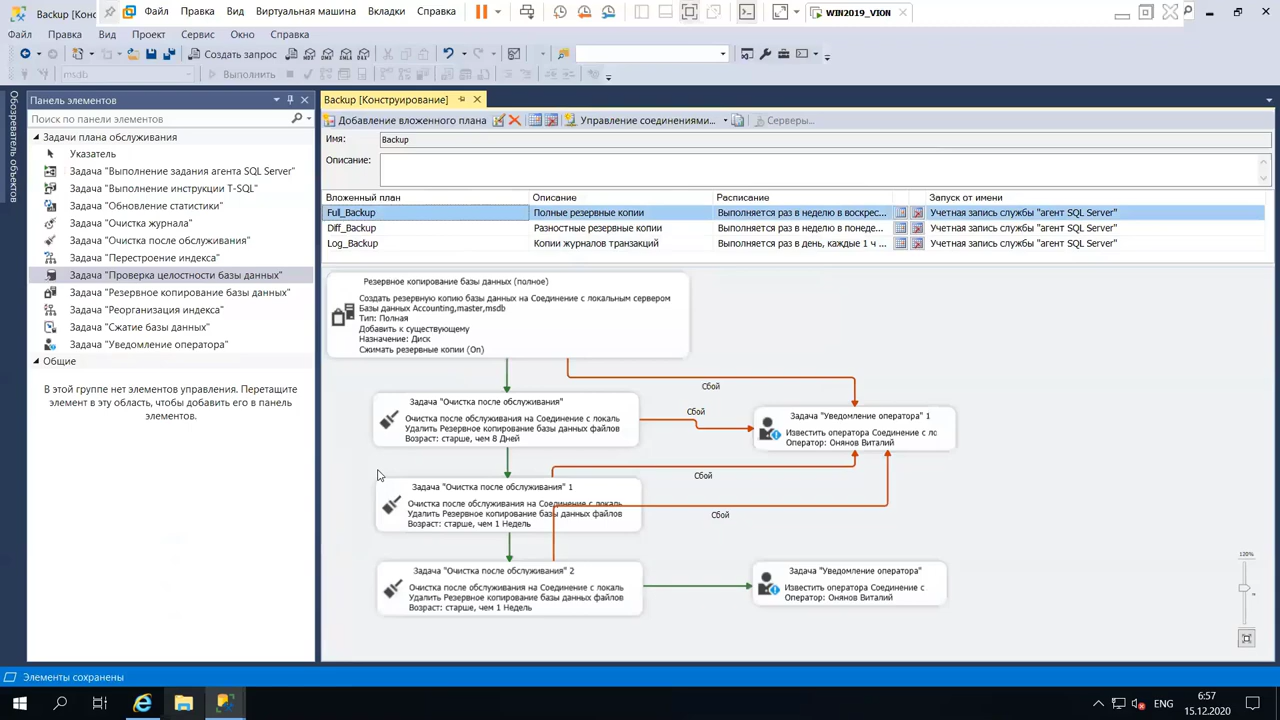 Backup [Конс
Файл Правка Вид Виртуальная машина Вкладки Справка
WIN2019_VION
Файл Правка Вид Проект Сервис Окно Справка
Создать запрос
msdb
Выполнить
Обозреватель объектов
Панель элементов
Поиск по панели элементов
Задачи плана обслуживания
Указатель
Задача "Выполнение задания агента SQL Server"
Задача "Выполнение инструкции T-SQL"
Задача "Обновление статистики"
Задача "Очистка журнала"
Задача "Очистка после обслуживания"
Задача "Перестроение индекса"
Задача "Проверка целостности базы данных"
Задача "Резервное копирование базы данных"
Задача "Реорганизация индекса"
Задача "Сжатие базы данных"
Задача "Уведомление оператора"
Общие
В этой группе нет элементов управления. Перетащите
элемент в эту область, чтобы добавить его в панель
элементов.
Backup [Конструирование]
Добавление вложенного плана
Управление соединениями...
Серверы...
Имя: Backup
Описание:
Вложенный план Описание Расписание Запуск от имени
Full_Backup Полные резервные копии Выполняется раз в неделю в воскрес... Учетная запись службы "агент SQL Server"
Diff_Backup Разностные резервные копии Выполняется раз в неделю в понеде... Учетная запись службы "агент SQL Server"
Log_Backup Копии журналов транзакций Выполняется раз в день, каждые 1 ч ... Учетная запись службы "агент SQL Server"
Резервное копирование базы данных (полное)
Создать резервную копию базы данных на Соединение с локальным сервером
Базы данных Accounting,master,msdb
Тип: Полная
Добавить к существующему
Назначение: Диск
Сжимать резервные копии (On)
Сбой
Задача "Очистка после обслуживания"
Очистка после обслуживания на Соединение с локаль
Удалить Резервное копирование базы данных файлов
Возраст: старше, чем 8 Дней
Сбой
Задача "Уведомление оператора" 1
Известить оператора Соединение с ло
Оператор: Онянов Виталий
Сбой
Задача "Очистка после обслуживания" 1
Очистка после обслуживания на Соединение с локаль
Удалить Резервное копирование базы данных файлов
Возраст: старше, чем 1 Недель
Сбой
Задача "Очистка после обслуживания" 2
Очистка после обслуживания на Соединение с локаль
Удалить Резервное копирование базы данных файлов
Возраст: старше, чем 1 Недель
Задача "Уведомление оператора"
Известить оператора Соединение с
Оператор: Онянов Виталий
120%
Элементы сохранены
ENG
6:57
15.12.2020